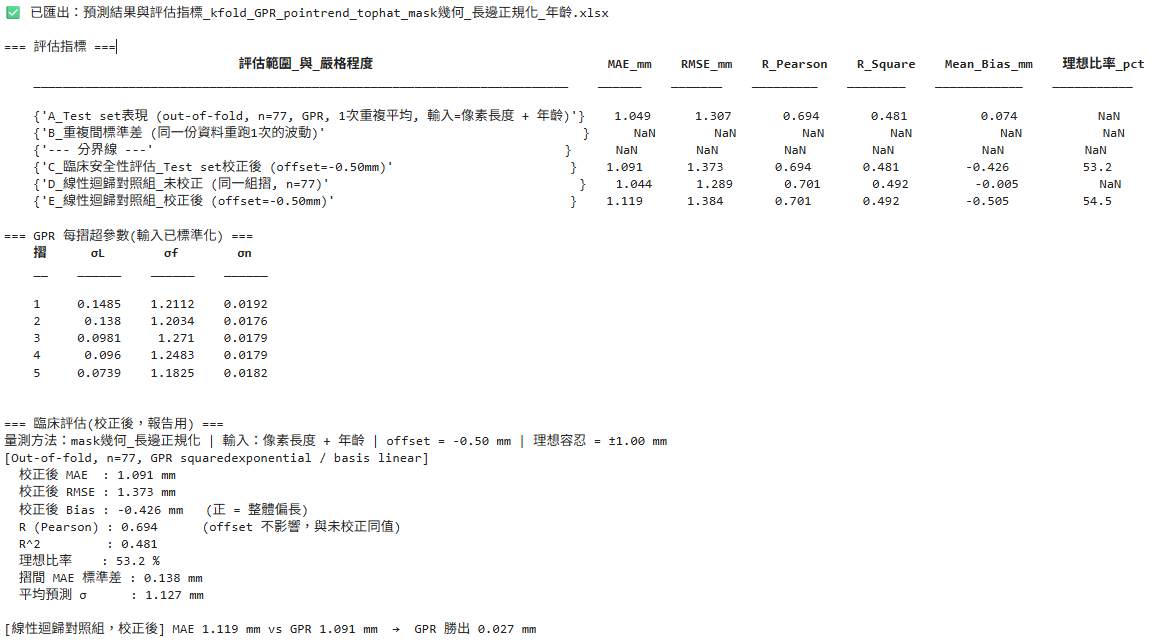 ✅ 已匯出：預測結果與評估指標_kfold_GPR_pointrend_tophat_mask幾何_長邊正規化_年齡.xlsx
=== 評估指標 ===
評估範圍_與_嚴格程度 MAE_mm RMSE_mm R_Pearson R_Square Mean_Bias_mm 理想比率_pct
{'A_Test set表現 (out-of-fold, n=77, GPR, 1次重複平均, 輸入=像素長度 + 年齡)'} 1.049 1.307 0.694 0.481 0.074 NaN
{'B_重複間標準差 (同一份資料重跑1次的波動)' } NaN NaN NaN NaN NaN NaN
{'--- 分界線 ---' } NaN NaN NaN NaN NaN NaN
{'C_臨床安全性評估_Test set校正後 (offset=-0.50mm)' } 1.091 1.373 0.694 0.481 -0.426 53.2
{'D_線性迴歸對照組_未校正 (同一組摺, n=77)' } 1.044 1.289 0.701 0.492 -0.005 NaN
{'E_線性迴歸對照組_校正後 (offset=-0.50mm)' } 1.119 1.384 0.701 0.492 -0.505 54.5
=== GPR 每摺超參數(輸入已標準化) ===
摺 σL σf σn
1 0.1485 1.2112 0.0192
2 0.138 1.2034 0.0176
3 0.0981 1.271 0.0179
4 0.096 1.2483 0.0179
5 0.0739 1.1825 0.0182
=== 臨床評估(校正後，報告用) ===
量測方法：mask幾何_長邊正規化 | 輸入：像素長度 + 年齡 | offset = -0.50 mm | 理想容忍 = ±1.00 mm
[Out-of-fold, n=77, GPR squaredexponential / basis linear]
校正後 MAE : 1.091 mm
校正後 RMSE : 1.373 mm
校正後 Bias : -0.426 mm (正 = 整體偏長)
R (Pearson) : 0.694 (offset 不影響，與未校正同值)
R^2 : 0.481
理想比率 : 53.2 %
摺間 MAE 標準差 : 0.138 mm
平均預測 σ : 1.127 mm
[線性迴歸對照組，校正後] MAE 1.119 mm vs GPR 1.091 mm → GPR 勝出 0.027 mm